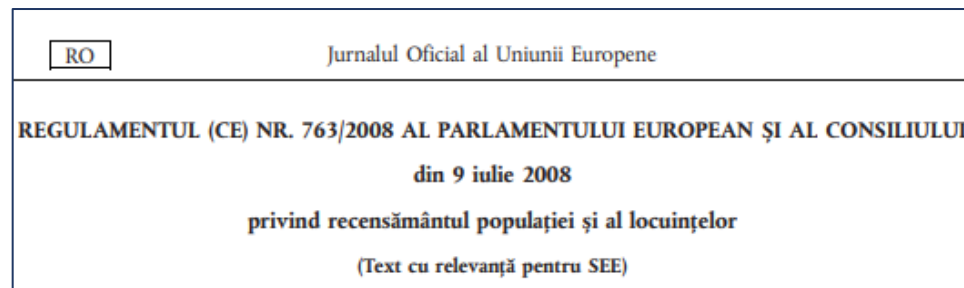 RO
Jurnalul Oficial al Uniunii Europene
REGULAMENTUL (CE) NR. 763/2008 AL PARLAMENTULUI EUROPEAN ȘI AL CONSILIULUI
din 9 iulie 2008
privind recensământul populației și al locuințelor
(Text cu relevanță pentru SEE)